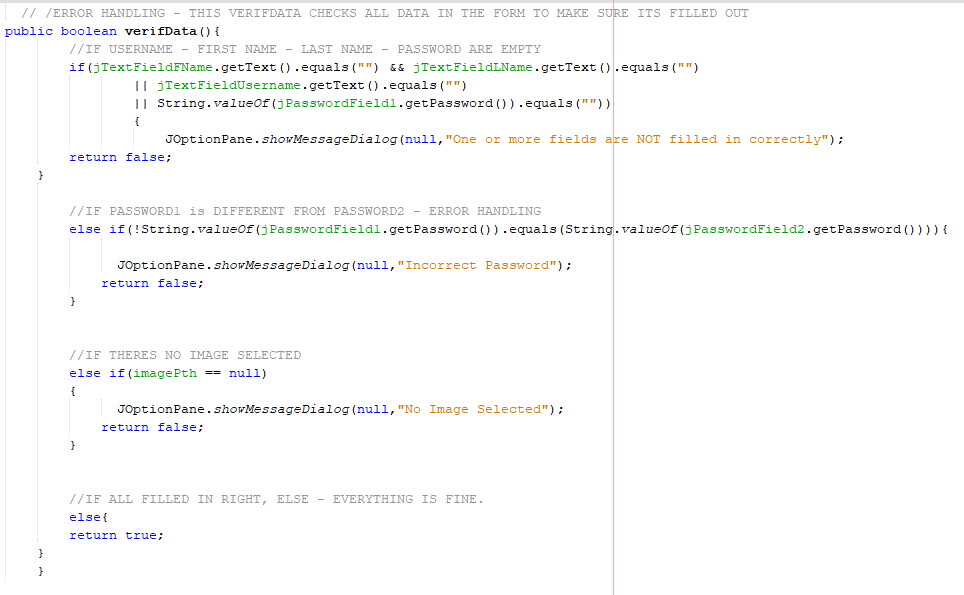 // /ERROR HANDLING - THIS VERIFDATA CHECKS ALL DATA IN THE FORM TO MAKE SURE ITS FILLED OUT
public boolean verifData(){
//IF USERNAME - FIRST NAME - LAST NAME - PASSWORD ARE EMPTY
if(jTextFieldFName.getText().equals("") && jTextFieldLName.getText().equals("")
|| jTextFieldUsername.getText().equals("")
|| String.valueOf(jPasswordField1.getPassword()).equals(""))
{
JOptionPane.showMessageDialog(null,"One or more fields are NOT filled in correctly");
return false;
}
//IF PASSWORD1 is DIFFERENT FROM PASSWORD2 - ERROR HANDLING
else if(!String.valueOf(jPasswordField1.getPassword()).equals(String.valueOf(jPasswordField2.getPassword()))){
JOptionPane.showMessageDialog(null,"Incorrect Password");
return false;
}
//IF THERES NO IMAGE SELECTED
else if(imagePth == null)
{
JOptionPane.showMessageDialog(null,"No Image Selected");
return false;
}
//IF ALL FILLED IN RIGHT, ELSE - EVERYTHING IS FINE.
else{
return true;
}
}